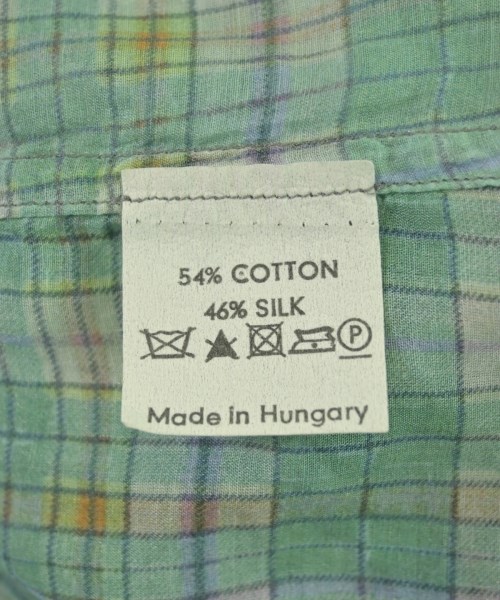 54% COTTON
46% SILK
P
Made in Hungary